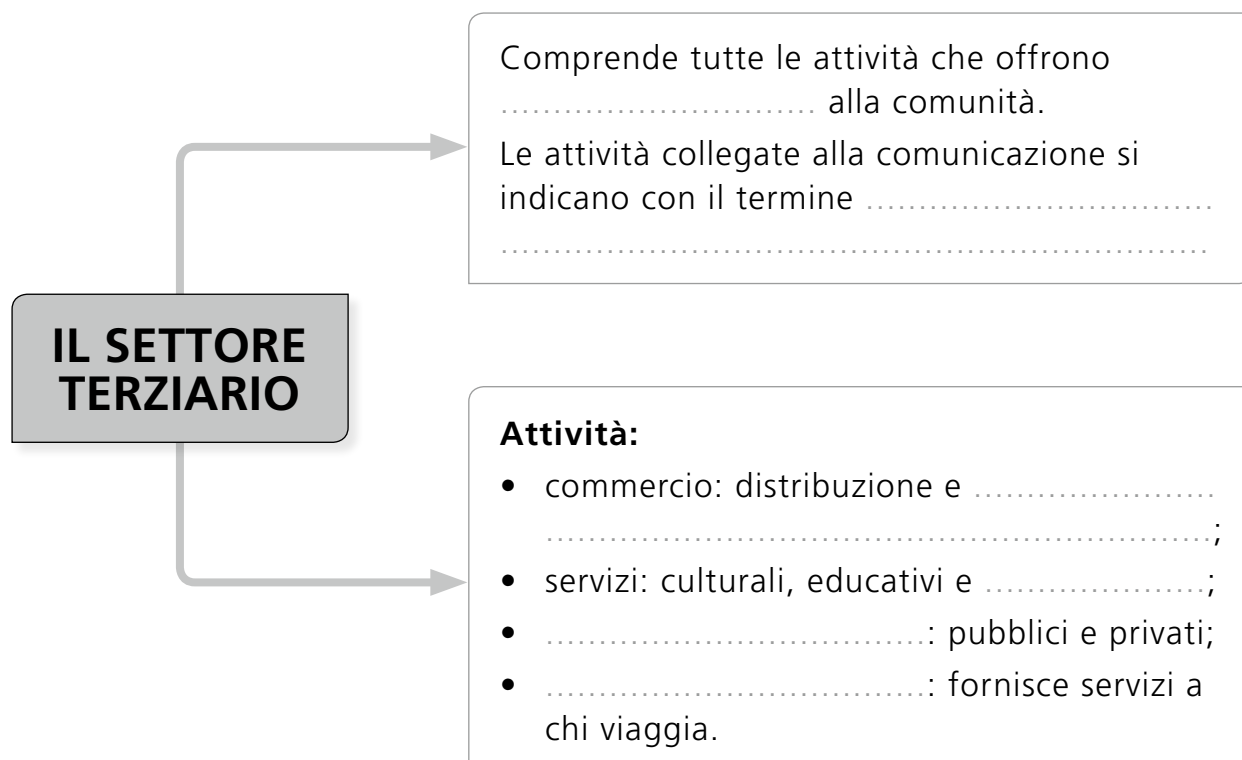 Comprende tutte le attività che offrono
.............................. alla comunità.
Le attività collegate alla comunicazione si
indicano con il termine .................................
...................................................................
IL SETTORE
TERZIARIO
Attività:
• commercio: distribuzione e .......................
...............................................................;
• servizi: culturali, educativi e .....................;
• ....................................: pubblici e privati;
• ....................................: fornisce servizi a
chi viaggia.